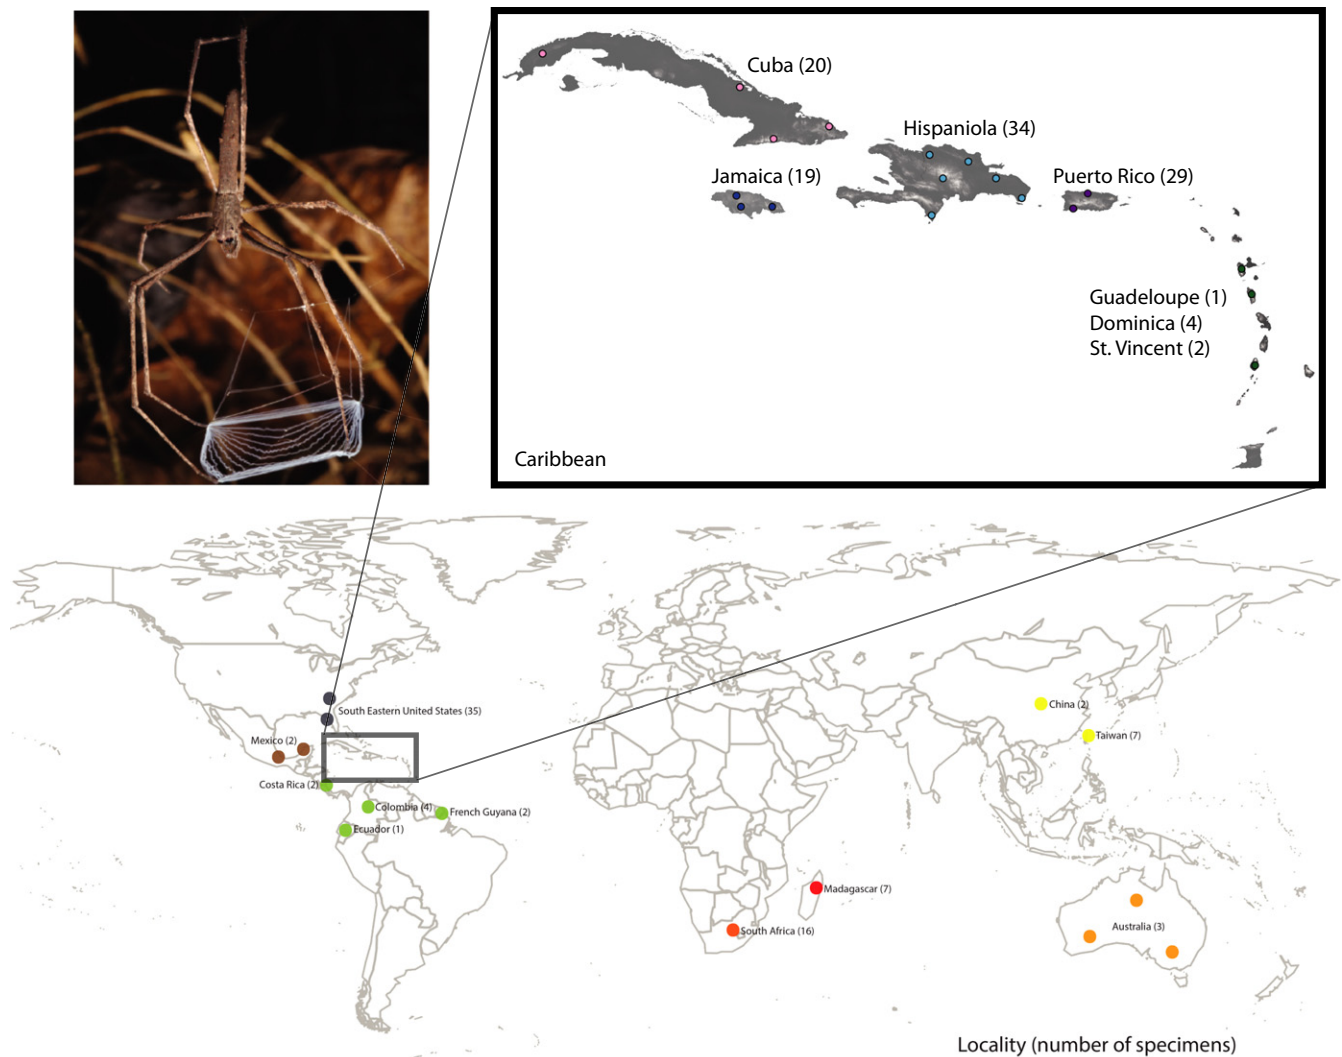 Cuba (20)
Hispaniola (34)
Jamaica (19)
Puerto Rico (29)
Guadeloupe (1)
Dominica (4)
St. Vincent (2)
Caribbean
South Eastern United States (35)
Mexico (2)
Costa Rica (2)
Colombia (4)
French Guyana (2)
Ecuador (1)
China (2)
Taiwan (7)
Madagascar (7)
South Africa (16)
Australia (3)
Locality (number of specimens)